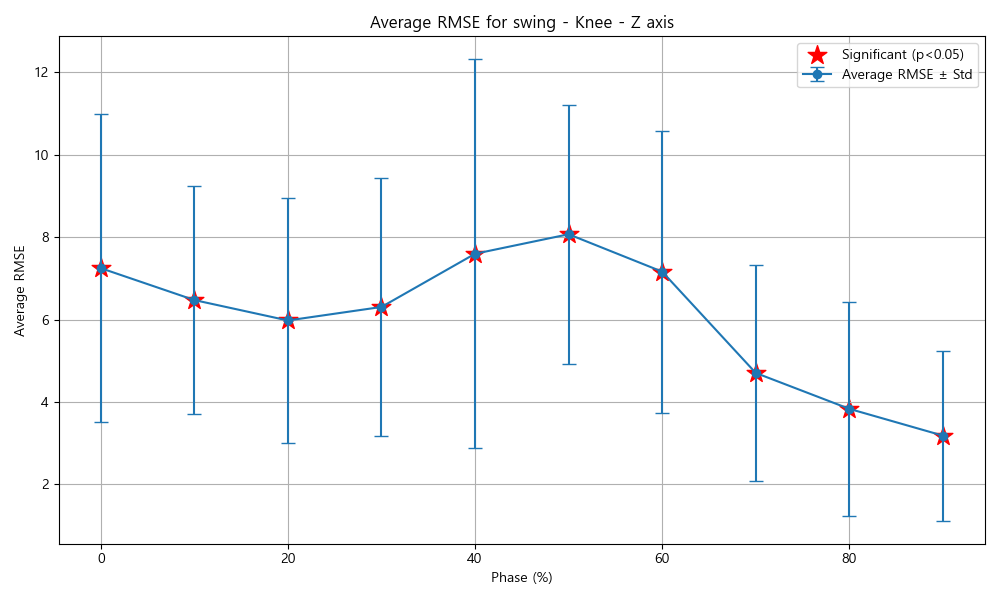 Average RMSE for swing - Knee - Z axis
Significant (p<0.05)
Average RMSE ± Std
Average RMSE
12
10
8
6
4
2
0
20
40
60
80
Phase (%)